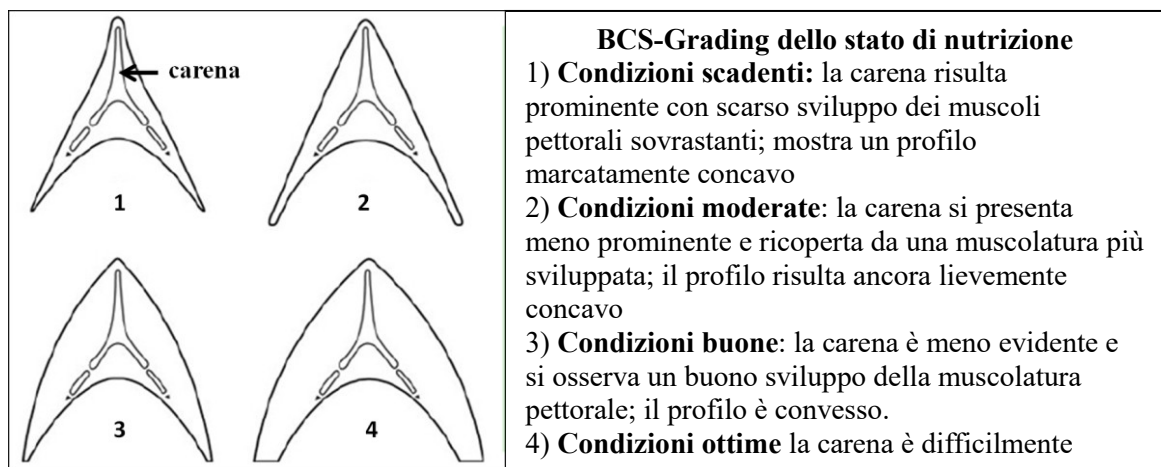 carena
1
2
3
4
BCS-Grading dello stato di nutrizione
1) Condizioni scadenti: la carena risulta
prominente con scarso sviluppo dei muscoli
pettorali sovrastanti; mostra un profilo
marcatamente concavo
2) Condizioni moderate: la carena si presenta
meno prominente e ricoperta da una muscolatura più
sviluppata; il profilo risulta ancora lievemente
concavo
3) Condizioni buone: la carena è meno evidente e
si osserva un buono sviluppo della muscolatura
pettorale; il profilo è convesso.
4) Condizioni ottime la carena è difficilmente